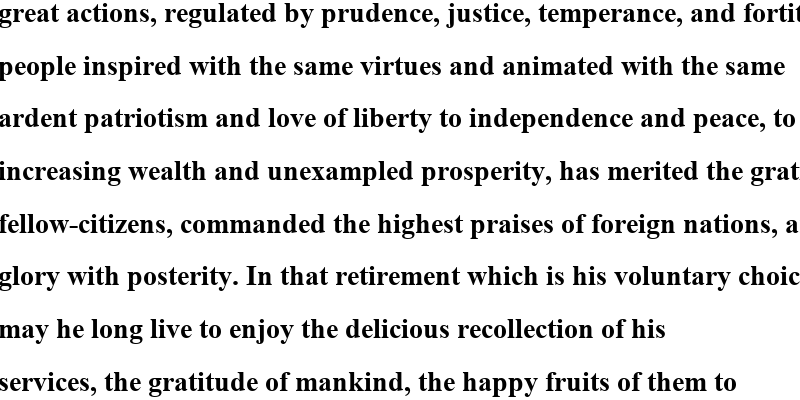 great actions, regulated by prudence, justice, temperance, and
people inspired with the same virtues and animated with the same
ardent patriotism and love of liberty to independence and peace, to
increasing wealth and unexampled prosperity, has merited the
fellow-citizens, commanded the highest praises of foreign nations,
glory with posterity. In that retirement which is his voluntary
may he long live to enjoy the delicious recollection of his
services, the gratitude of mankind, the happy fruits of them to